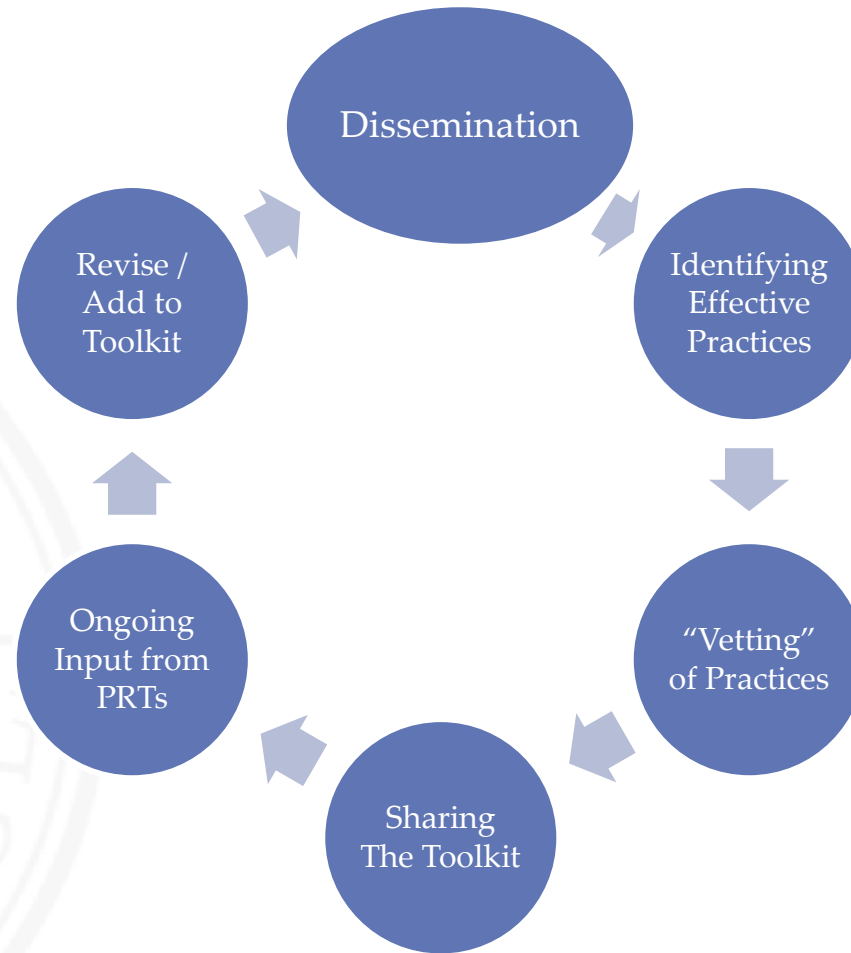 Dissemination
Identifying
Effective
Practices
“Vetting”
of Practices
Sharing
The Toolkit
Ongoing
Input from
PRTs
Revise /
Add to
Toolkit